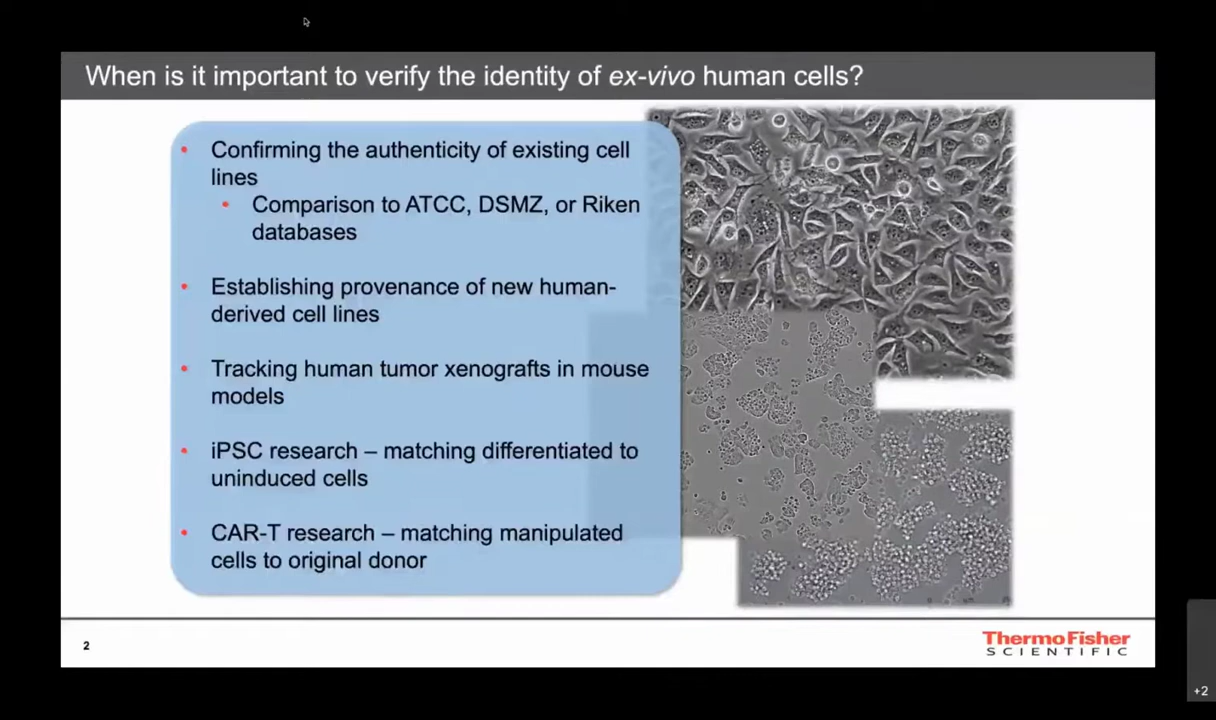 When is it important to verify the identity of ex-vivo human cells?
• Confirming the authenticity of existing cell
lines
• Comparison to ATCC, DSMZ, or Riken
databases
• Establishing provenance of new human-
derived cell lines
• Tracking human tumor xenografts in mouse
models
• iPSC research – matching differentiated to
uninduced cells
• CAR-T research – matching manipulated
cells to original donor
2
ThermoFisher
SCIENTIFIC
+2